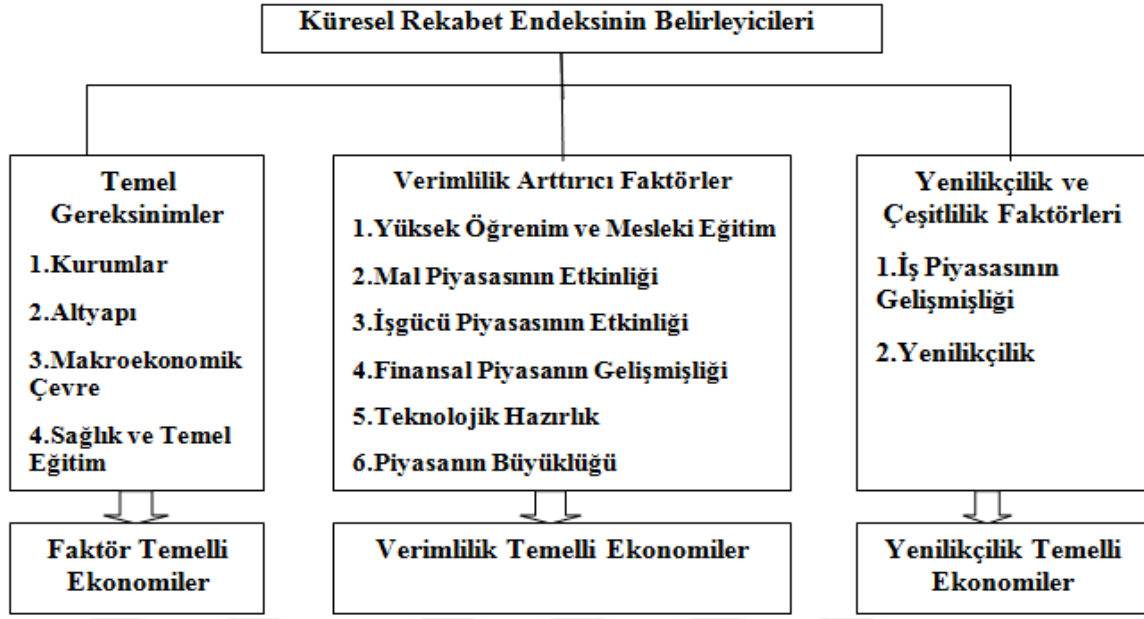 Küresel Rekabet Endeksinin Belirleyicileri
Temel
Gereksinimler
1.Kurumlar
2.Altyapı
3.Makroekonomik
Çevre
4.Sağlık ve Temel
Eğitim
Verimlilik Arttırıcı Faktörler
1.Yüksek Öğrenim ve Mesleki Eğitim
2.Mal Piyasasının Etkinliği
3.İşgücü Piyasasının Etkinliği
4.Finansal Piyasanın Gelişmişliği
5.Teknolojik Hazırlık
6.Piyasanın Büyüklüğü
Yenilikçilik ve
Çeşitlilik Faktörleri
1.İş Piyasasının
Gelişmişliği
2.Yenilikçilik
Faktör Temelli
Ekonomiler
Verimlilik Temelli Ekonomiler
Yenilikçilik Temelli
Ekonomiler